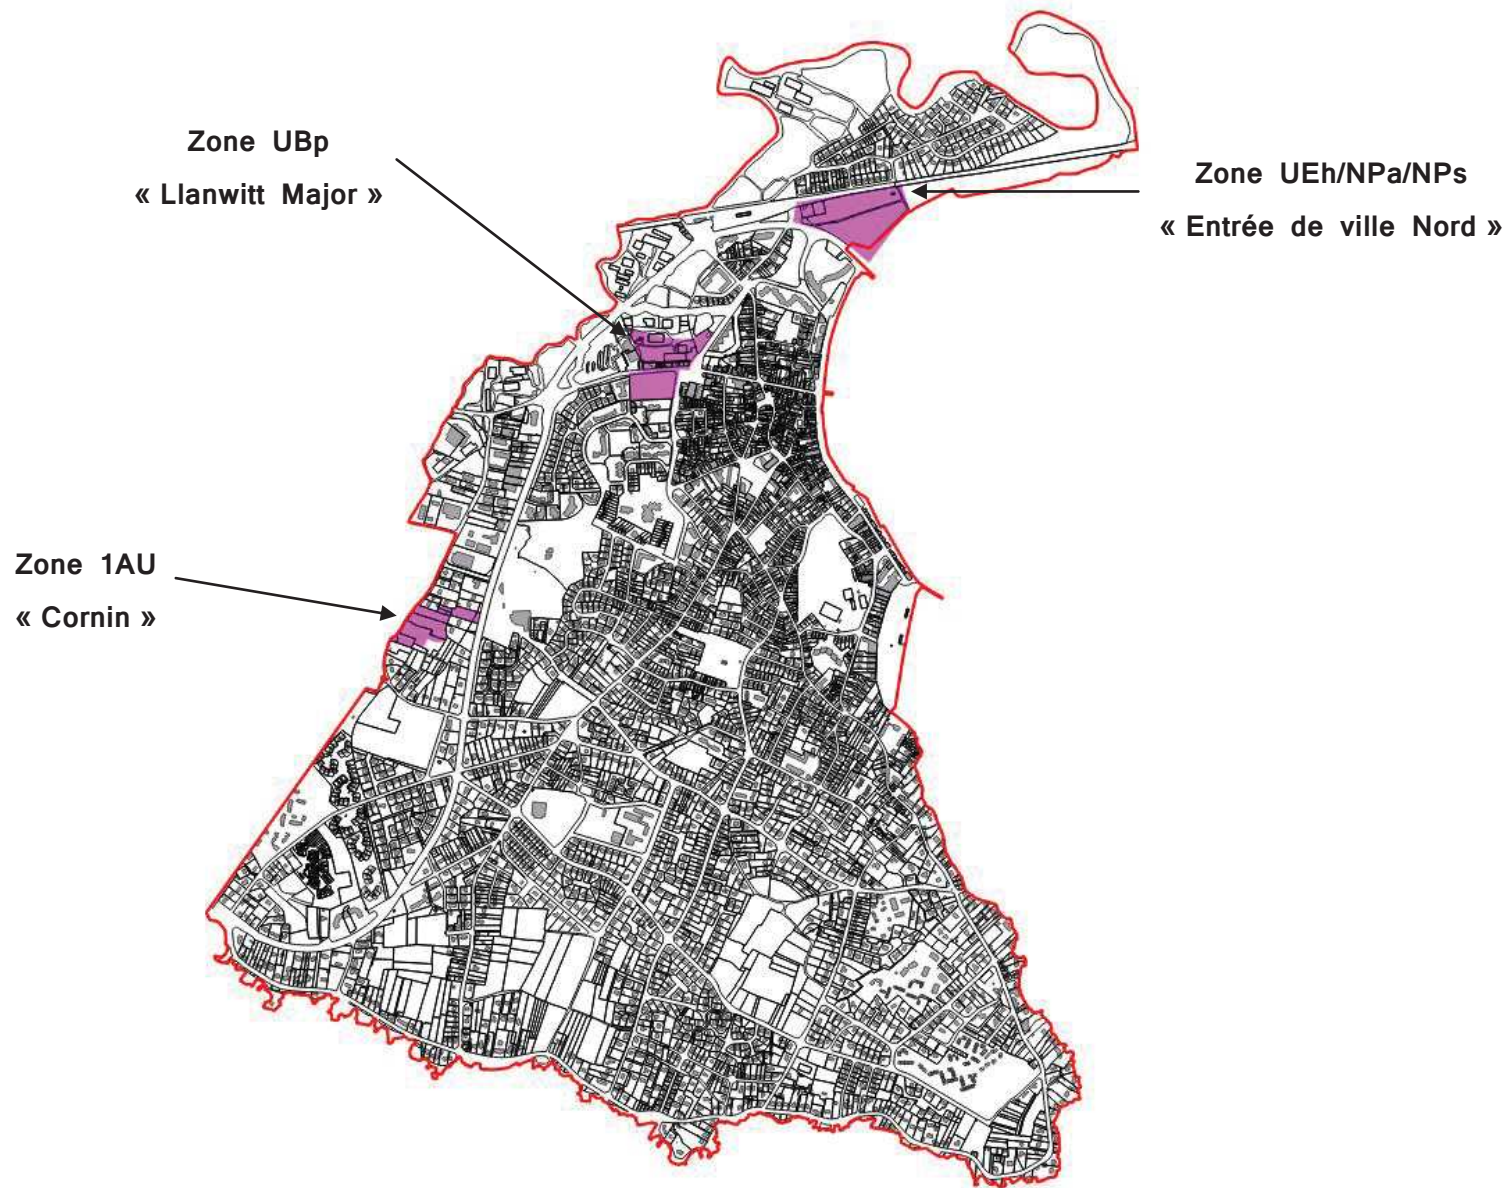 Zone UBp
« Llanwitt Major »
Zone UEh/NPa/NPs
« Entrée de ville Nord »
Zone 1AU
« Cornin »